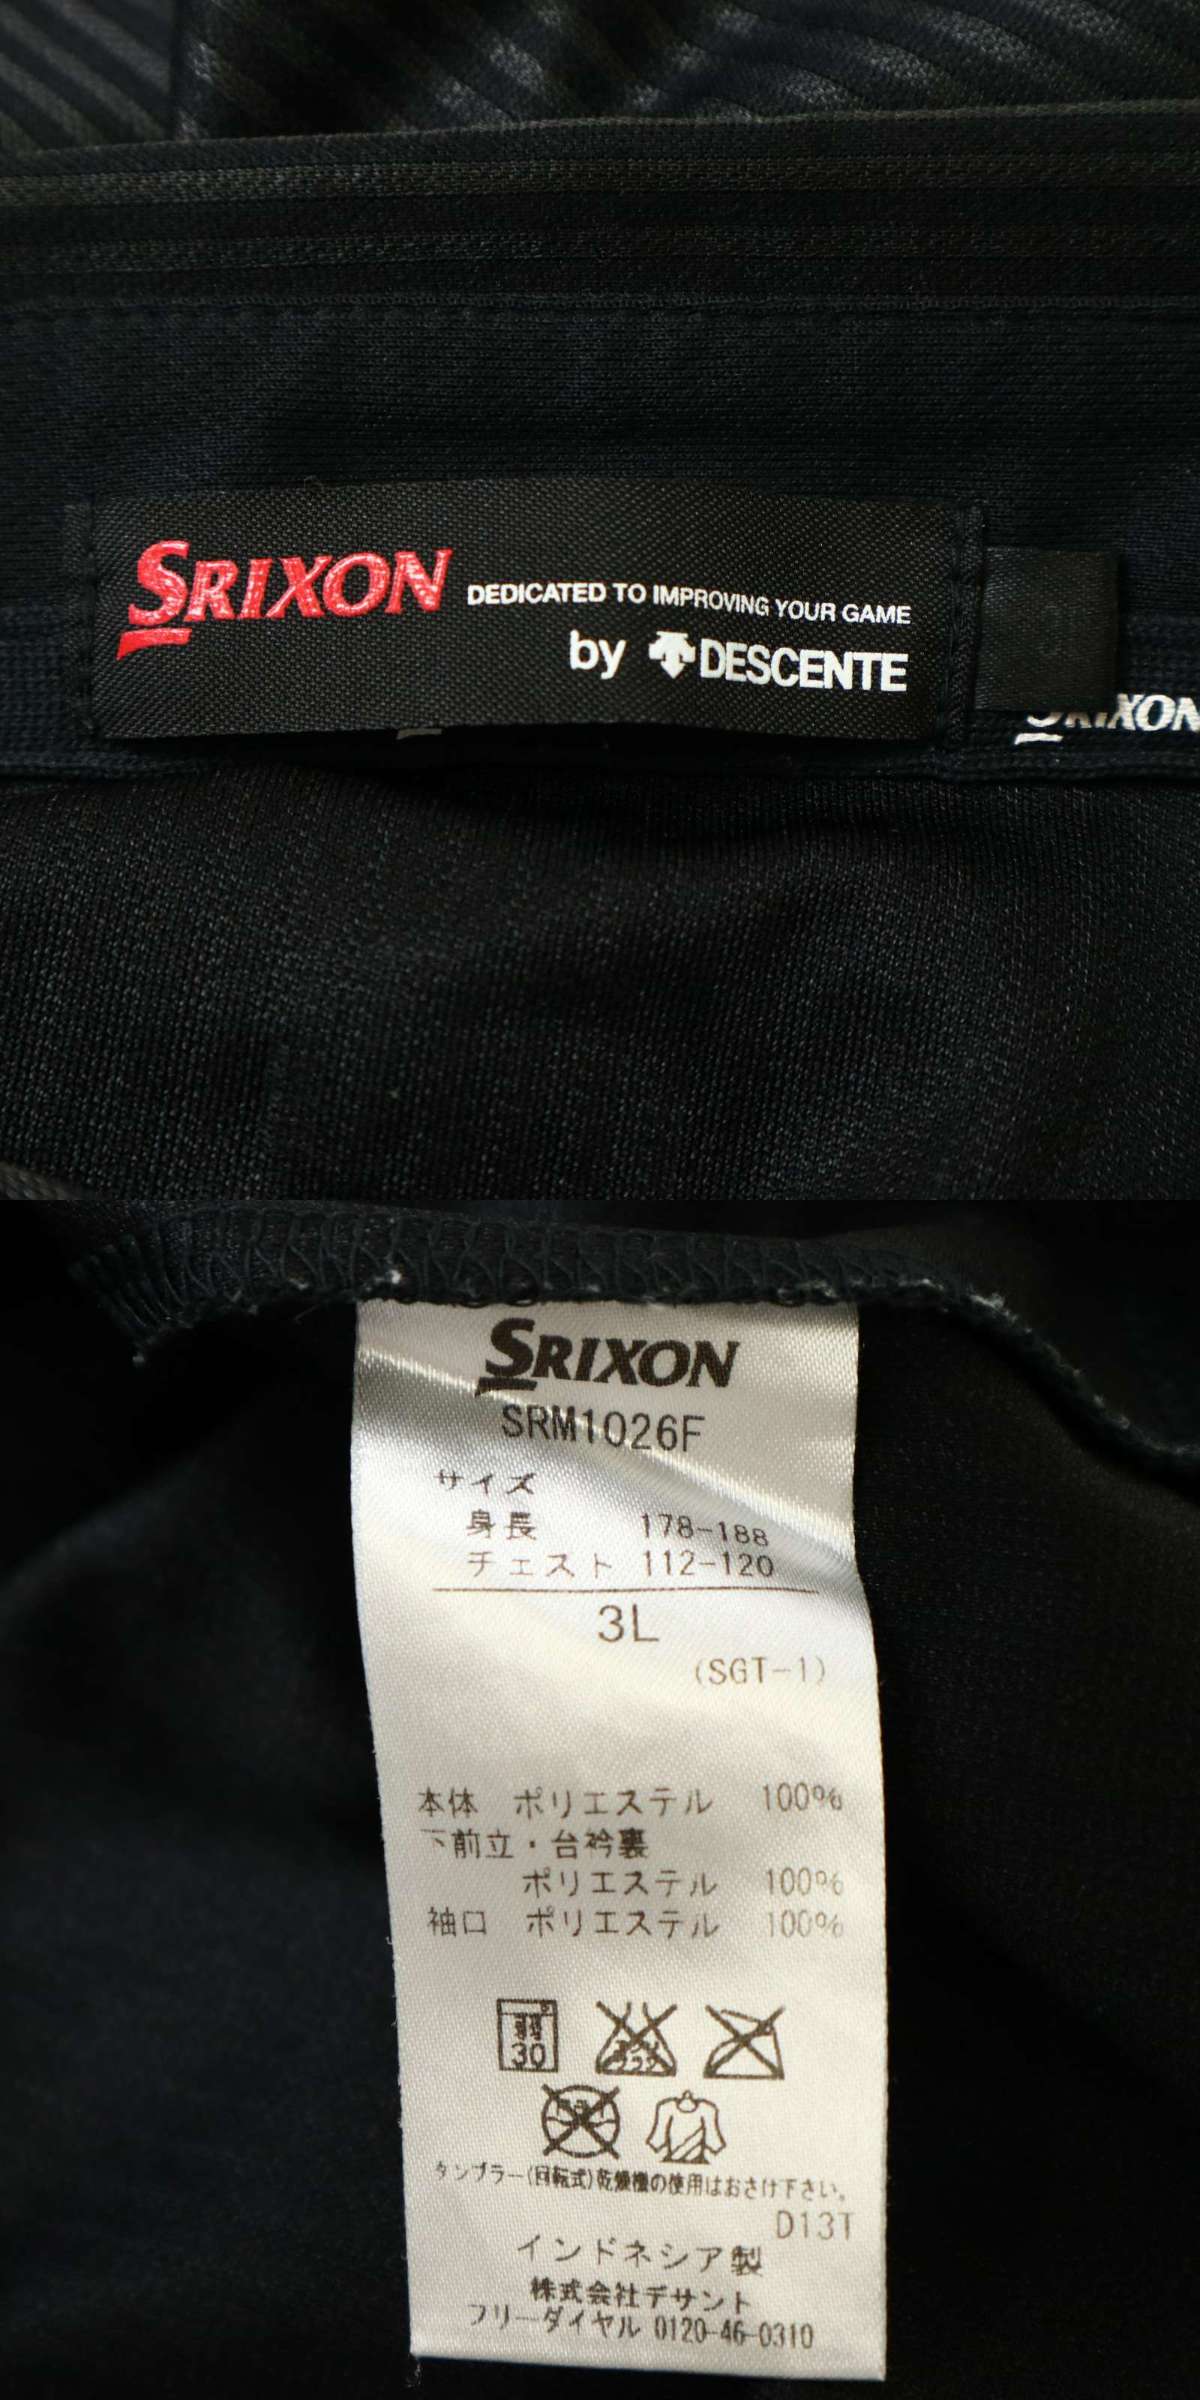 SRIXON DEDICATED TO IMPROVING YOUR GAME
by DESCENTE
SRIXON
SRIXON
SRM1026F
サイズ
身長 178-188
チェスト 112-120
3L
(SGT-1)
本体 ポリエステル 100%
下前立・台衿裏
ポリエステル 100%
袖口 ポリエステル 100%
30
タンブラー(回転式)乾燥機の使用はおさけ下さい。
D13T
インドネシア製
株式会社デサント
フリーダイヤル 0120-46-0310